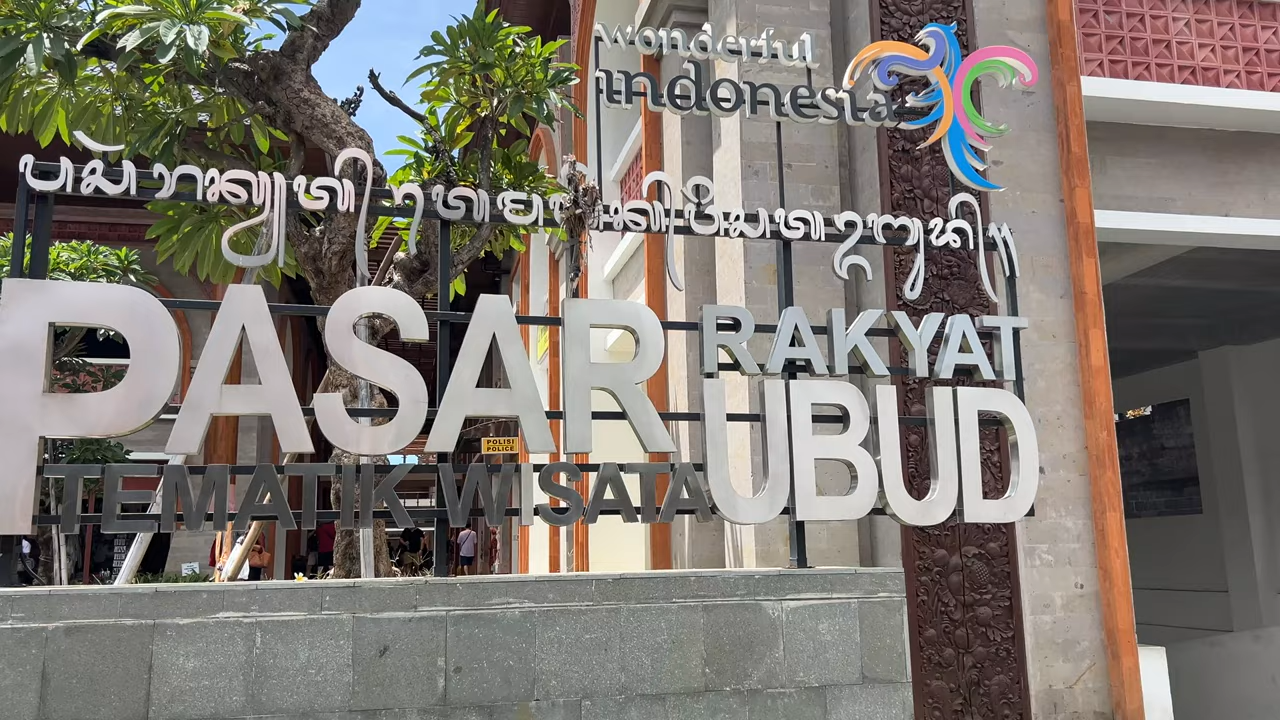 wonderful
indonesia
PASAR RAKYAT
UBUD
TEMATIK WISATA
POLISI
POLICE